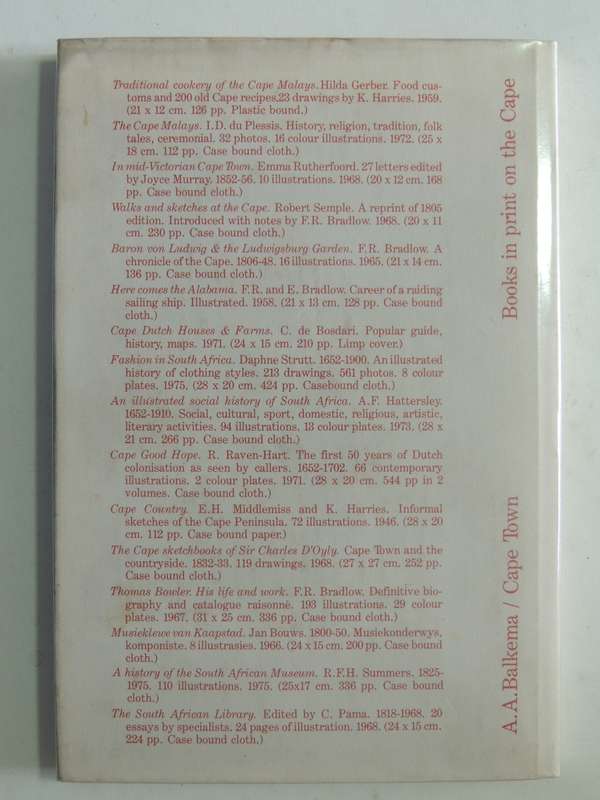 Traditional cookery of the Cape Malays. Hilda Gerber. Food cus-
toms and 200 old Cape recipes.23 drawings by K. Harries. 1959.
(21 x 12 cm. 126 pp. Plastic bound.)
The Cape Malays. I.D. du Plessis. History, religion, tradition, folk
tales, ceremonial. 32 photos. 16 colour illustrations. 1972. (25 x
18 cm. 112 pp. Case bound cloth.)
In mid-Victorian Cape Town. Emma Rutherfoord. 27 letters edited
by Joyce Murray. 1852-56. 10 illustrations. 1968. (20 x 12 cm. 168
pp. Case bound cloth.)
Walks and sketches at the Cape. Robert Semple. A reprint of 1805
edition. Introduced with notes by F.R. Bradlow. 1968. (20 x 11
cm. 230 pp. Case bound cloth.)
Baron von Ludwig & the Ludwigsburg Garden. F.R. Bradlow. A
chronicle of the Cape. 1806-48. 16 illustrations. 1965. (21 x 14 cm.
136 pp. Case bound cloth.)
Here comes the Alabama. F.R. and E. Bradlow. Career of a raiding
sailing ship. Illustrated. 1958. (21 x 13 cm. 128 pp. Case bound
cloth.)
Cape Dutch Houses & Farms. C. de Bosdari. Popular guide,
history, maps. 1971. (24 x 15 cm. 210 pp. Limp cover.)
Fashion in South Africa. Daphne Strutt. 1652-1900. An illustrated
history of clothing styles. 213 drawings. 561 photos. 8 colour
plates. 1975. (28 x 20 cm. 424 pp. Casebound cloth.)
An illustrated social history of South Africa. A.F. Hattersley.
1652-1910. Social, cultural, sport, domestic, religious, artistic,
literary activities. 94 illustrations, 13 colour plates. 1973. (28 x
21 cm. 266 pp. Case bound cloth.)
Cape Good Hope. R. Raven-Hart. The first 50 years of Dutch
colonisation as seen by callers. 1652-1702. 66 contemporary
illustrations. 2 colour plates. 1971. (28 x 20 cm. 544 pp in 2
volumes. Case bound cloth.)
Cape Country. E.H. Middlemiss and K. Harries. Informal
sketches of the Cape Peninsula. 72 illustrations. 1946. (28 x 20
cm. 112 pp. Case bound paper.)
The Cape sketchbooks of Sir Charles D'Oyly. Cape Town and the
countryside. 1832-33. 119 drawings. 1968. (27 x 27 cm. 252 pp.
Case bound cloth.)
Thomas Bowler. His life and work. F.R. Bradlow. Definitive bio-
graphy and catalogue raisonné. 193 illustrations. 29 colour
plates. 1967. (31 x 25 cm. 336 pp. Case bound cloth.)
Musieklewe van Kaapstad. Jan Bouws. 1800-50. Musiekonderwys,
komponiste. 8 illustrasies. 1966. (24 x 15 cm. 200 pp. Case bound
cloth.)
A history of the South African Museum. R.F.H. Summers. 1825-
1975. 110 illustrations. 1975. (25x17 cm. 336 pp. Case bound
cloth.)
The South African Library. Edited by C. Pama. 1818-1968. 20
essays by specialists. 24 pages of illustration. 1968. (24 x 15 cm.
224 pp. Case bound cloth.)
A.A.Balkema / Cape Town
Books in print on the Cape